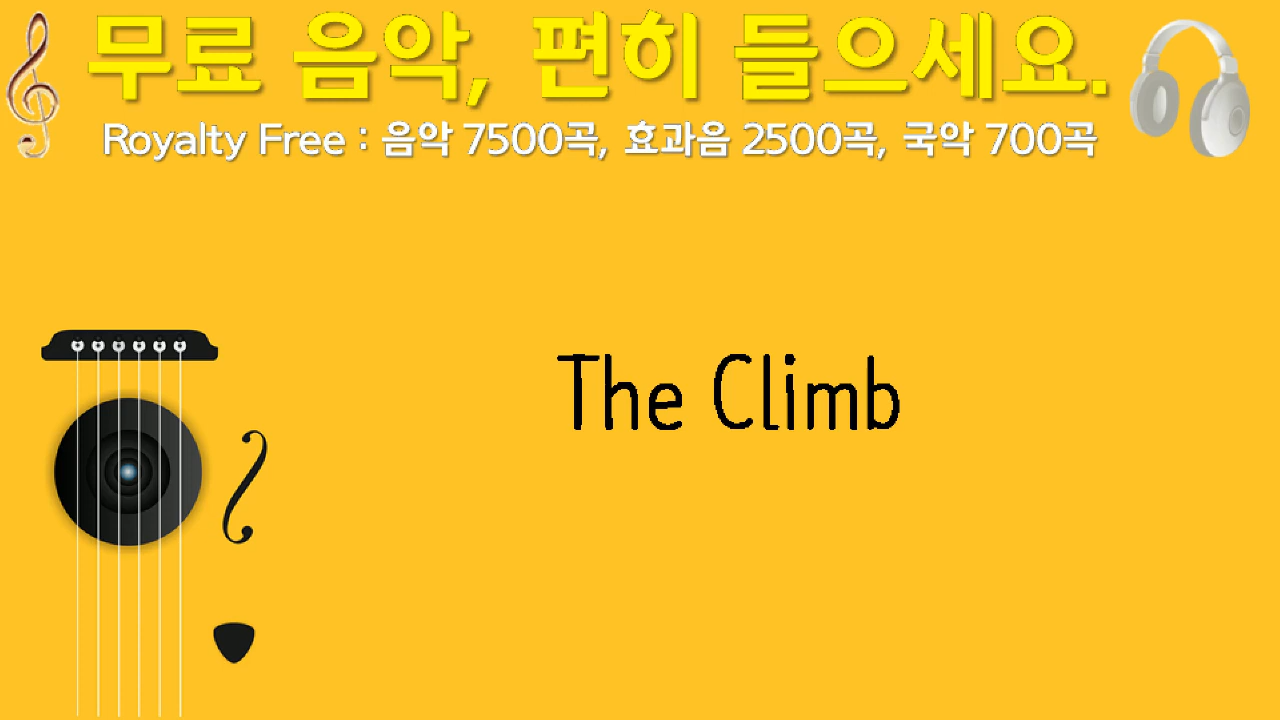 무료 음악, 편히 들으세요.
Royalty Free : 음악 7500곡, 효과음 2500곡, 국악 700곡
The Climb